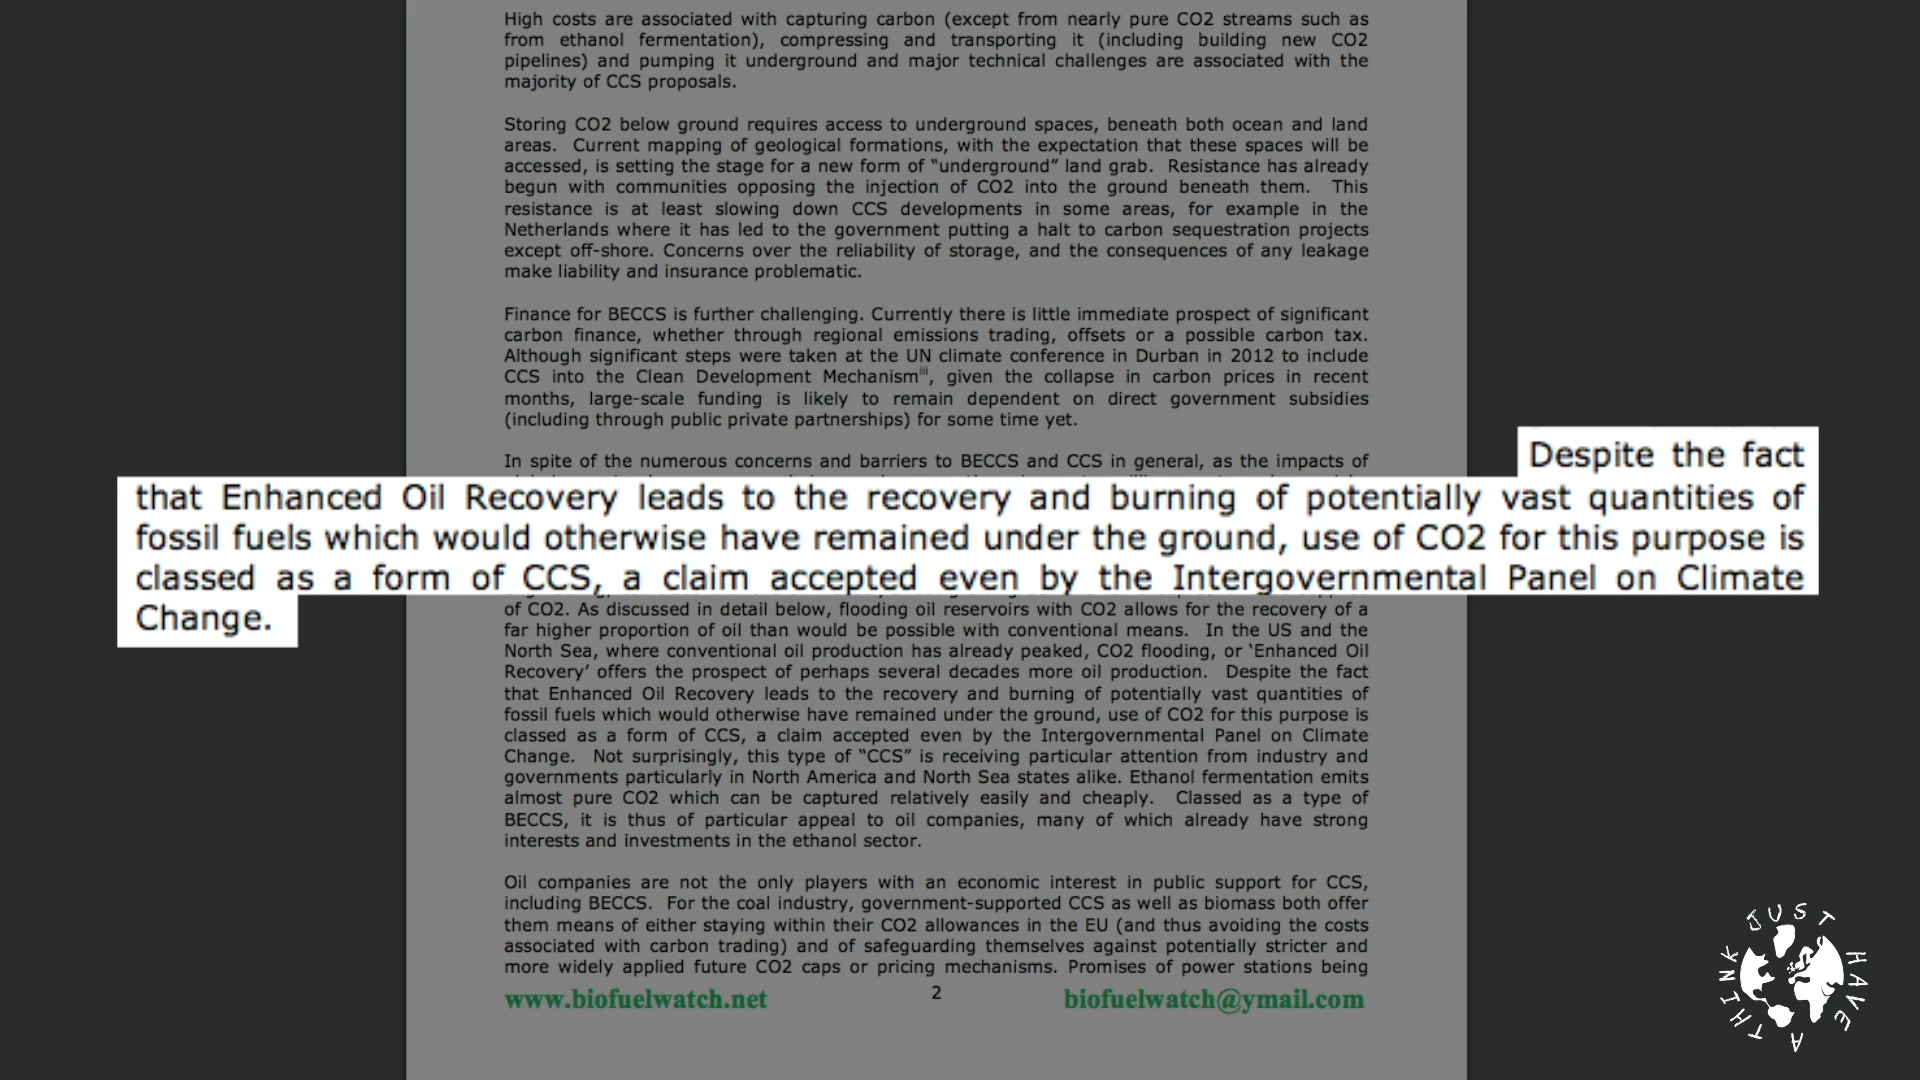 High costs are associated with capturing carbon (except from nearly pure CO2 streams such as
from ethanol fermentation), compressing and transporting it (including building new CO2
pipelines) and pumping it underground and major technical challenges are associated with the
majority of CCS proposals.
Storing CO2 below ground requires access to underground spaces, beneath both ocean and land
areas. Current mapping of geological formations, with the expectation that these spaces will be
accessed, is setting the stage for a new form of “underground” land grab. Resistance has already
begun with communities opposing the injection of CO2 into the ground beneath them. This
resistance is at least slowing down CCS developments in some areas, for example in the
Netherlands where it has led to the government putting a halt to carbon sequestration projects
except off-shore. Concerns over the reliability of storage, and the consequences of any leakage
make liability and insurance problematic.
Finance for BECCS is further challenging. Currently there is little immediate prospect of significant
carbon finance, whether through regional emissions trading, offsets or a possible carbon tax.
Although significant steps were taken at the UN climate conference in Durban in 2012 to include
CCS into the Clean Development Mechanismiii, given the collapse in carbon prices in recent
months, large-scale funding is likely to remain dependent on direct government subsidies
(including through public private partnerships) for some time yet.
In spite of the numerous concerns and barriers to BECCS and CCS in general, as the impacts of
Despite the fact
that Enhanced Oil Recovery leads to the recovery and burning of potentially vast quantities of
fossil fuels which would otherwise have remained under the ground, use of CO2 for this purpose is
classed as a form of CCS, a claim accepted even by the Intergovernmental Panel on Climate
Change.
of CO2. As discussed in detail below, flooding oil reservoirs with CO2 allows for the recovery of a
far higher proportion of oil than would be possible with conventional means. In the US and the
North Sea, where conventional oil production has already peaked, CO2 flooding, or ‘Enhanced Oil
Recovery’ offers the prospect of perhaps several decades more oil production. Despite the fact
that Enhanced Oil Recovery leads to the recovery and burning of potentially vast quantities of
fossil fuels which would otherwise have remained under the ground, use of CO2 for this purpose is
classed as a form of CCS, a claim accepted even by the Intergovernmental Panel on Climate
Change. Not surprisingly, this type of “CCS” is receiving particular attention from industry and
governments particularly in North America and North Sea states alike. Ethanol fermentation emits
almost pure CO2 which can be captured relatively easily and cheaply. Classed as a type of
BECCS, it is thus of particular appeal to oil companies, many of which already have strong
interests and investments in the ethanol sector.
Oil companies are not the only players with an economic interest in public support for CCS,
including BECCS. For the coal industry, government-supported CCS as well as biomass both offer
them means of either staying within their CO2 allowances in the EU (and thus avoiding the costs
associated with carbon trading) and of safeguarding themselves against potentially stricter and
more widely applied future CO2 caps or pricing mechanisms. Promises of power stations being
www.biofuelwatch.net 2 biofuelwatch@ymail.com
JUST HAVE A THINK